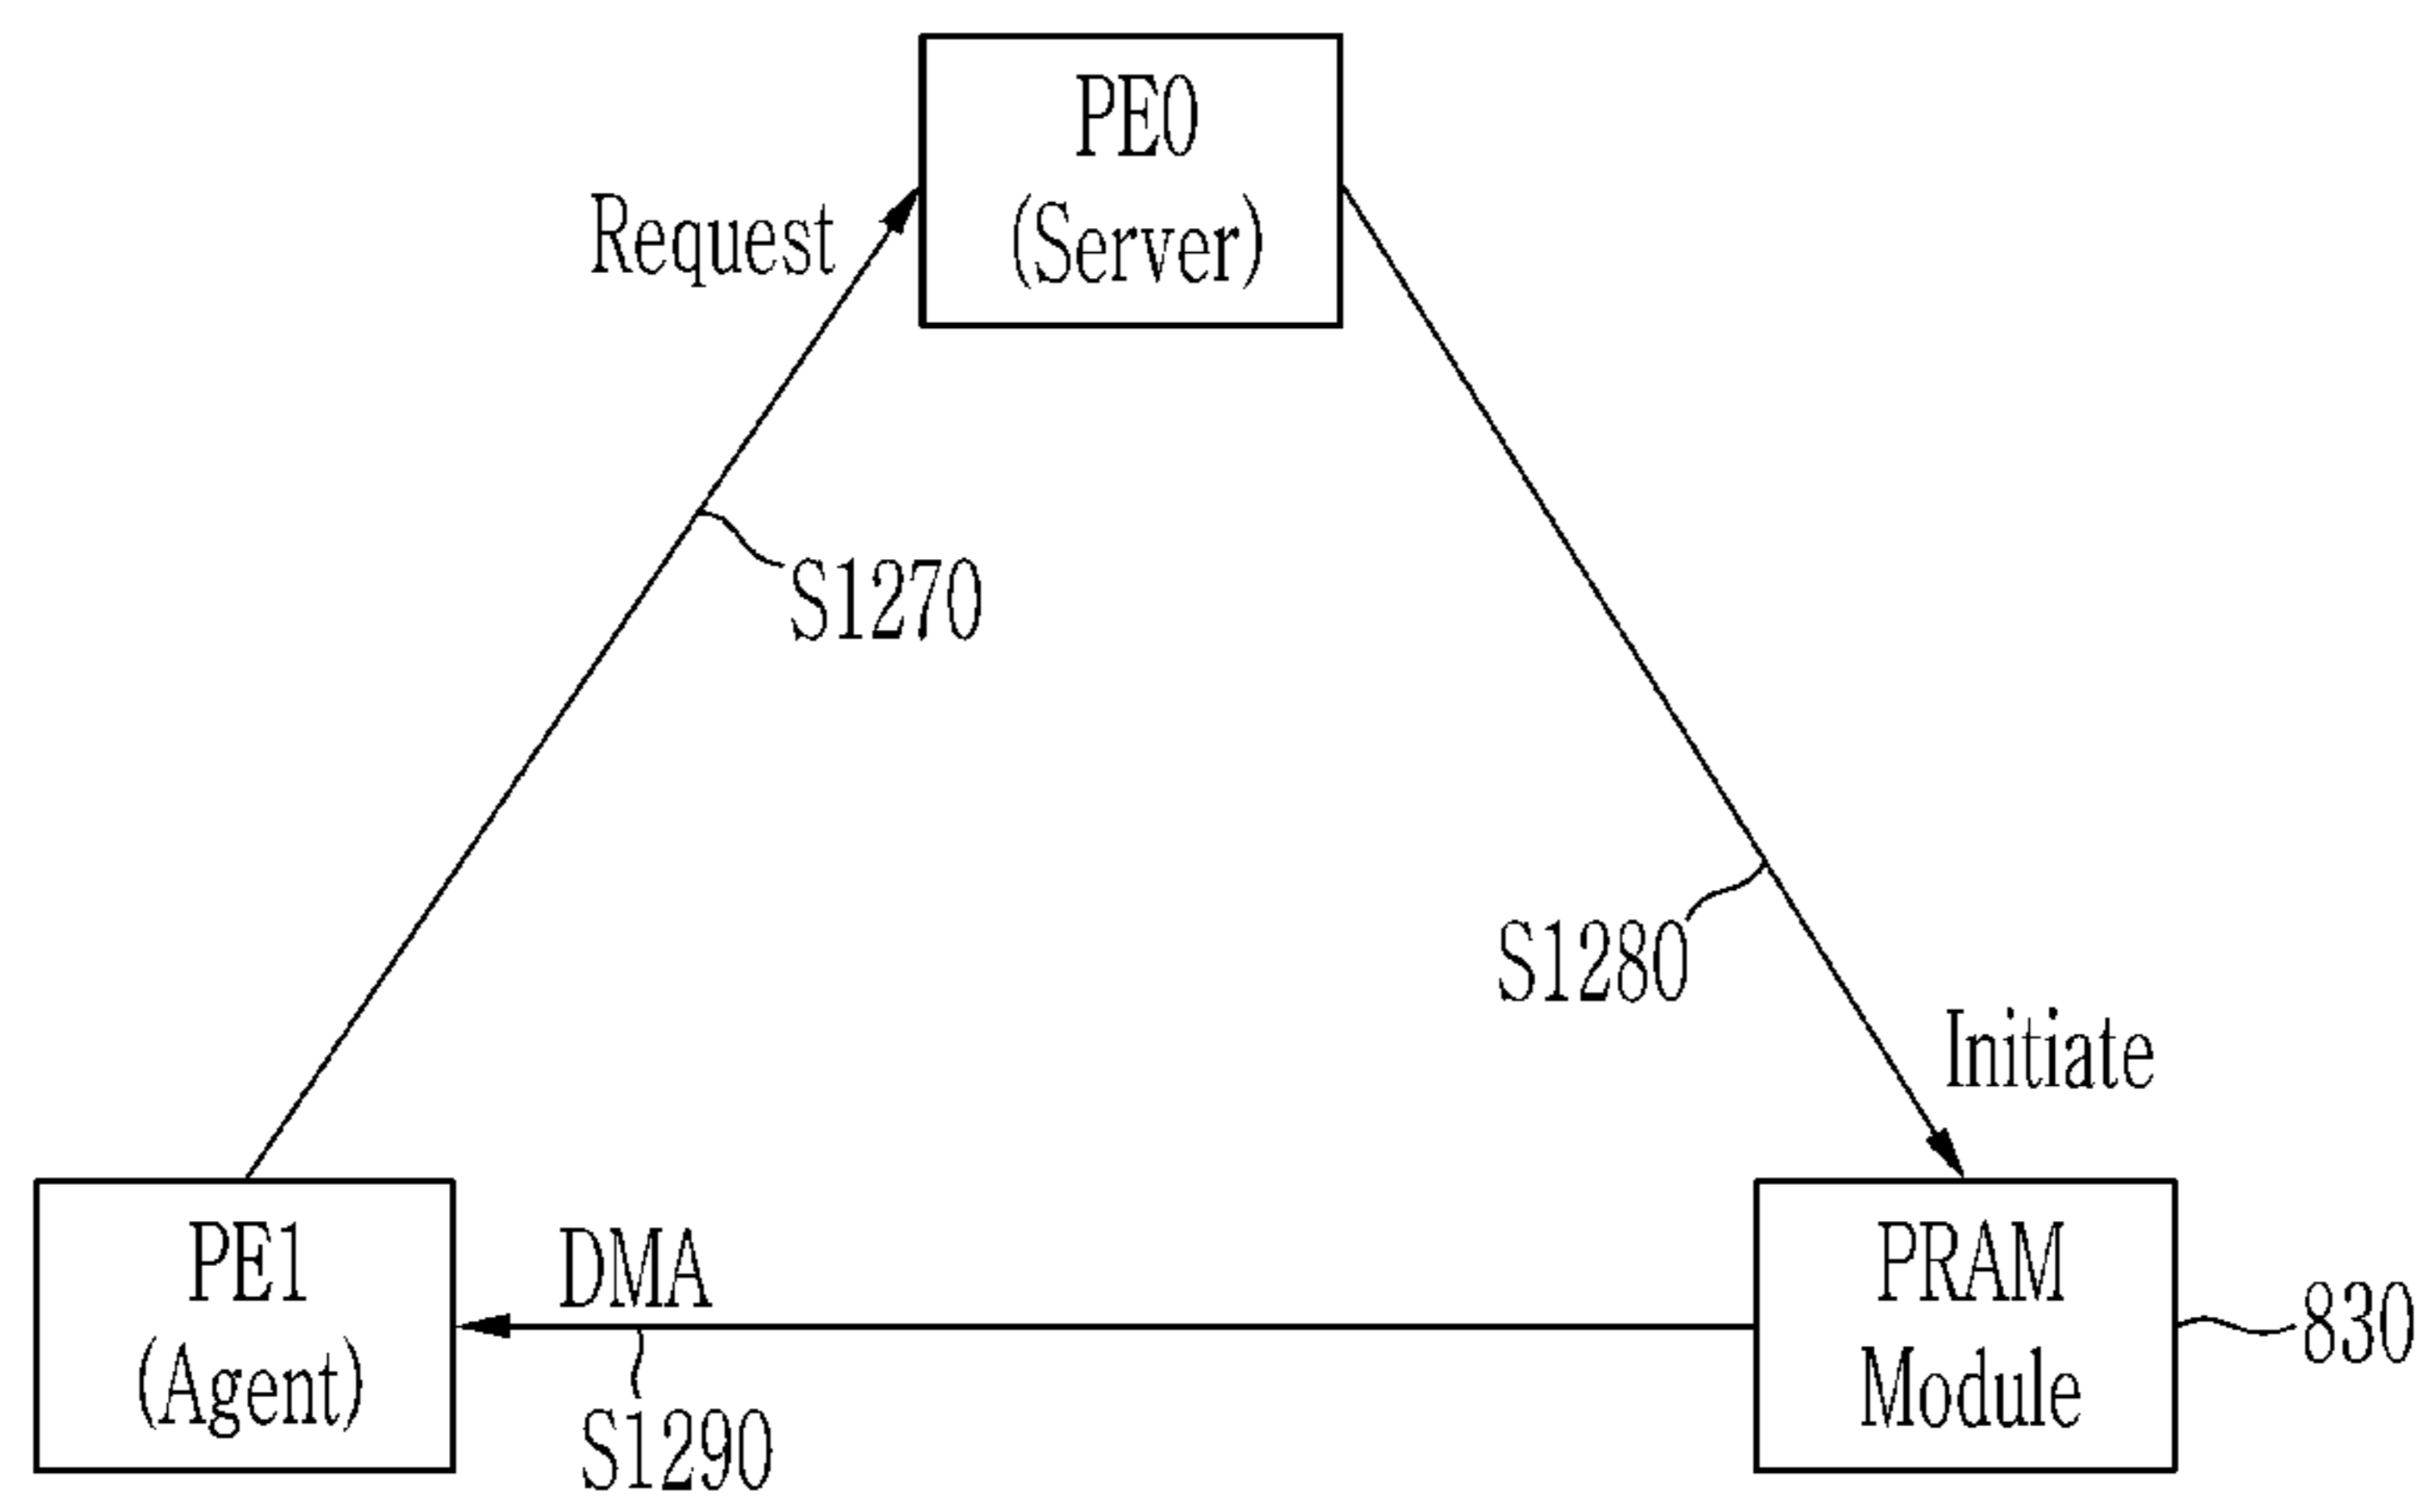 PE0
(Server)
Request
S1270
S1280
Initiate
PE1
(Agent)
DMA
S1290
PRAM
Module
830